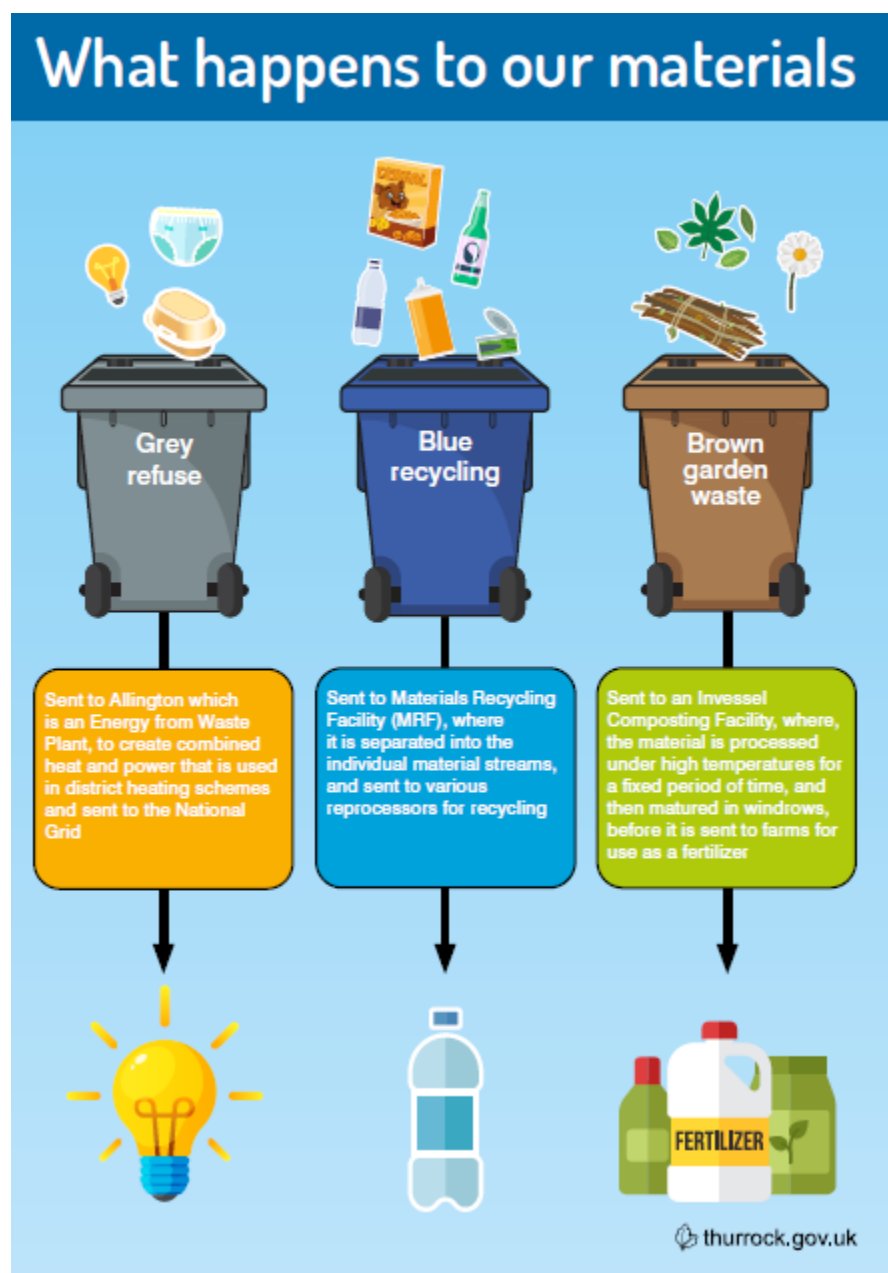 What happens to our materials
Grey
refuse
Blue
recycling
Brown
garden
waste
Sent to Allington which
is an Energy from Waste
Plant, to create combined
heat and power that is used
in district heating schemes
and sent to the National
Grid
Sent to Materials Recycling
Facility (MRF), where
it is separated into the
individual material streams,
and sent to various
reprocessors for recycling
Sent to an Invessel
Composting Facility, where,
the material is processed
under high temperatures for
a fixed period of time, and
then matured in windrows,
before it is sent to farms for
use as a fertilizer
FERTILIZER
thurrock.gov.uk